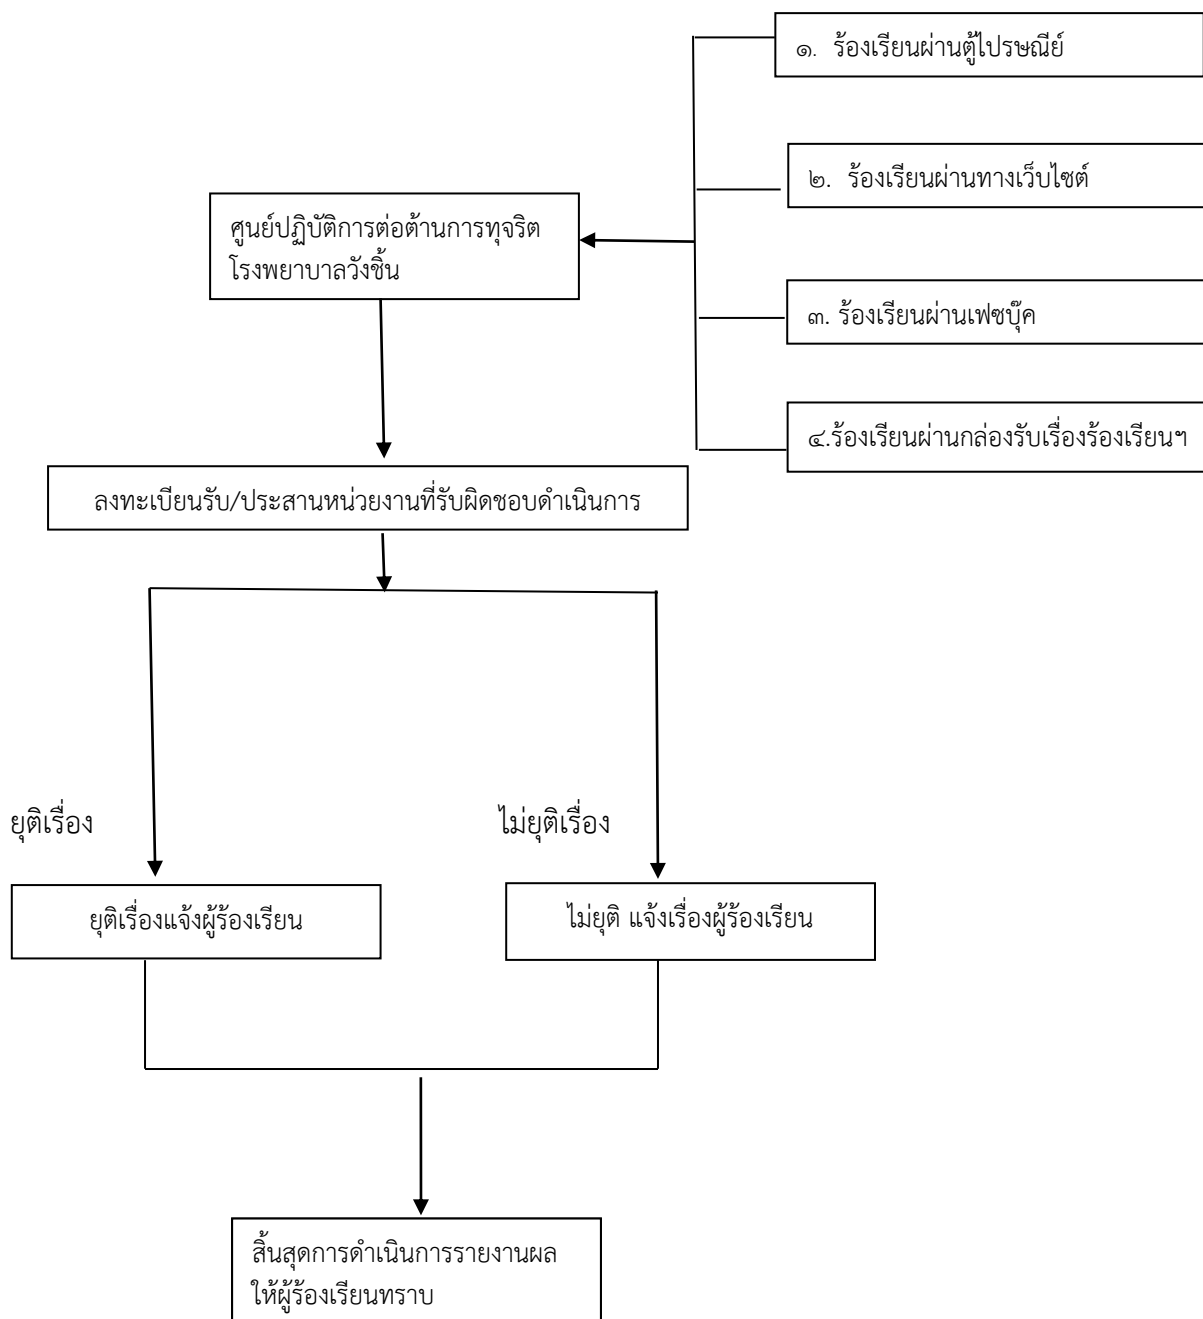 ๑. ร้องเรียนผ่านตู้ไปรษณีย์
๒. ร้องเรียนผ่านทางเว็บไซต์
ศูนย์ปฏิบัติการต่อต้านการทุจริต
โรงพยาบาลวังชิ้น
๓. ร้องเรียนผ่านเฟซบุ๊ค
๔.ร้องเรียนผ่านกล่องรับเรื่องร้องเรียนฯ
ลงทะเบียนรับ/ประสานหน่วยงานที่รับผิดชอบดำเนินการ
ยุติเรื่อง
ไม่ยุติเรื่อง
ยุติเรื่องแจ้งผู้ร้องเรียน
ไม่ยุติ แจ้งเรื่องผู้ร้องเรียน
สิ้นสุดการดำเนินการรายงานผล
ให้ผู้ร้องเรียนทราบ